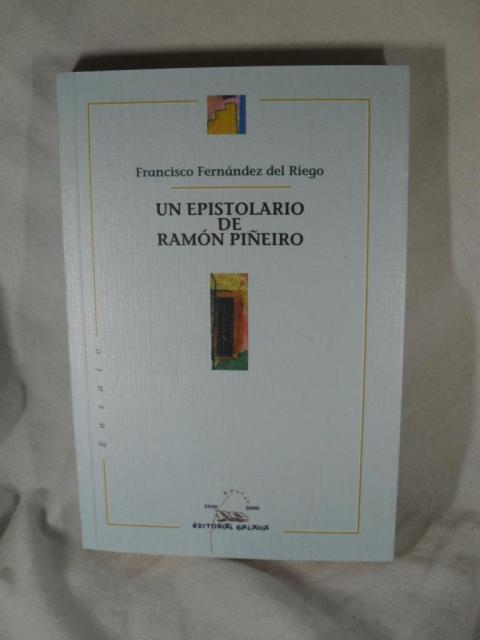 Francisco Fernández del Riego
UN EPISTOLARIO
DE
RAMÓN PIÑEIRO
Ensaio
1950 2000
EDITORIAL GALAXIA